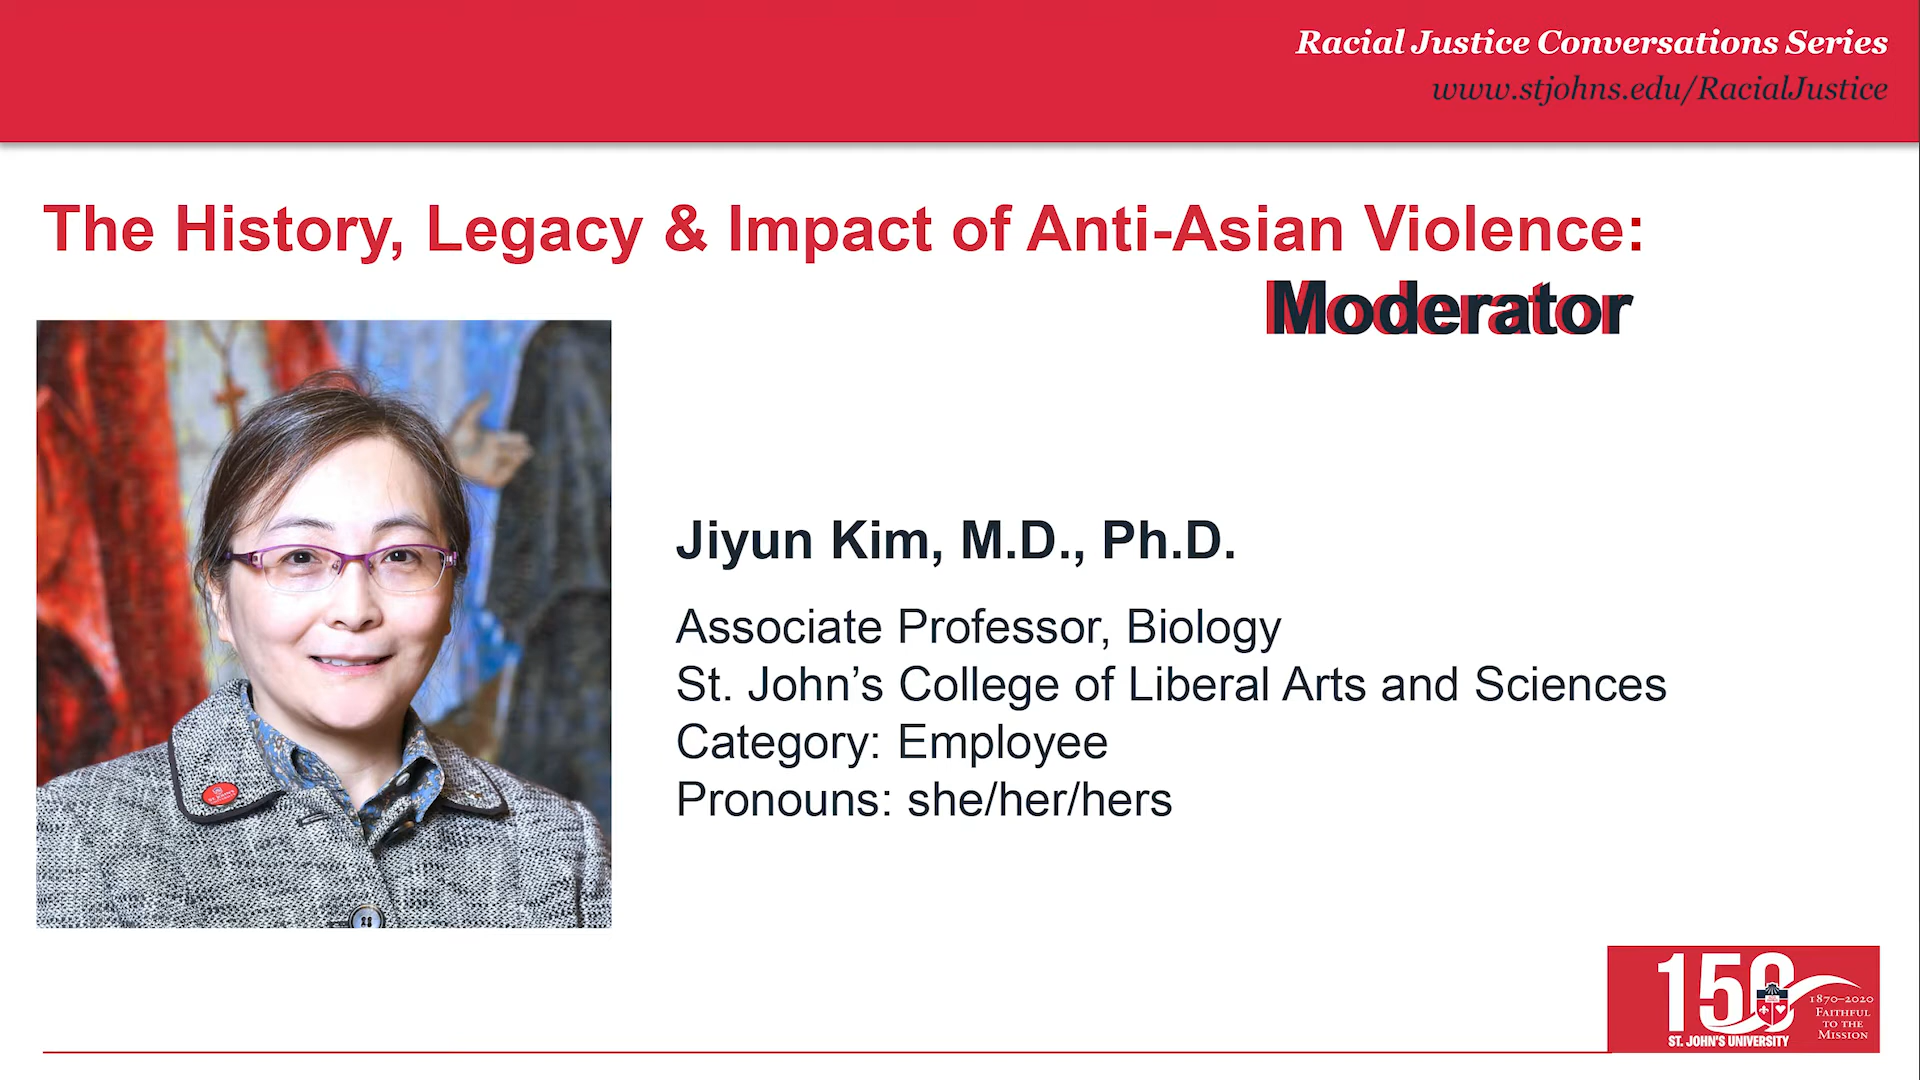 Racial Justice Conversations Series
www.stjohns.edu/RacialJustice
The History, Legacy & Impact of Anti-Asian Violence:
Moderator
Jiyun Kim, M.D., Ph.D.
Associate Professor, Biology
St. John’s College of Liberal Arts and Sciences
Category: Employee
Pronouns: she/her/hers
150
1870–2020
FAITHFUL
TO THE
MISSION
ST. JOHN'S UNIVERSITY